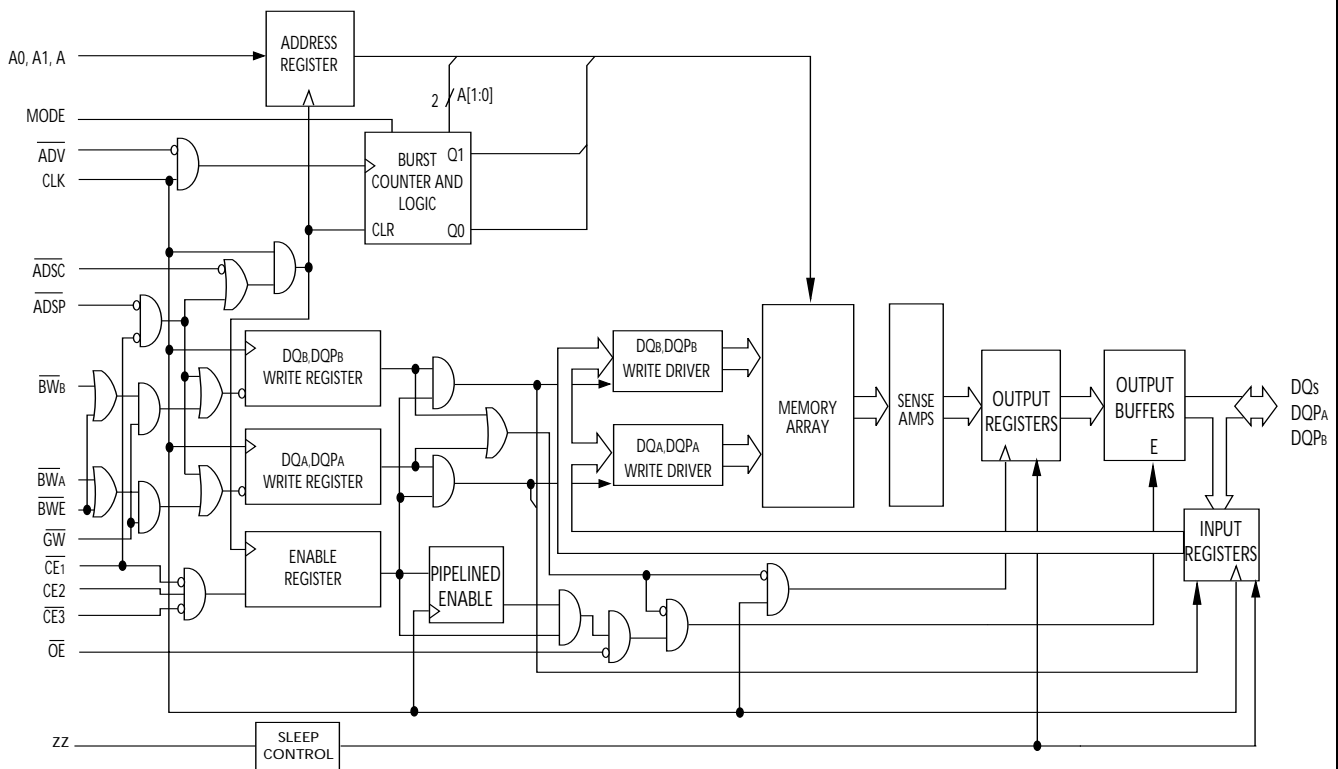 A0, A1, A
ADDRESS
REGISTER
2
A[1:0]
MODE
ADV
CLK
BURST
COUNTER AND
LOGIC
Q1
CLR
Q0
ADSC
ADSP
DQB,DQPB
WRITE REGISTER
DQB,DQPB
WRITE DRIVER
MEMORY
ARRAY
SENSE
AMPS
OUTPUT
REGISTERS
OUTPUT
BUFFERS
E
DQs
DQPA
DQPB
BWB
DQA,DQPA
WRITE REGISTER
DQA,DQPA
WRITE DRIVER
BWA
BWE
GW
CE1
CE2
CE3
ENABLE
REGISTER
PIPELINED
ENABLE
INPUT
REGISTERS
OE
ZZ
SLEEP
CONTROL